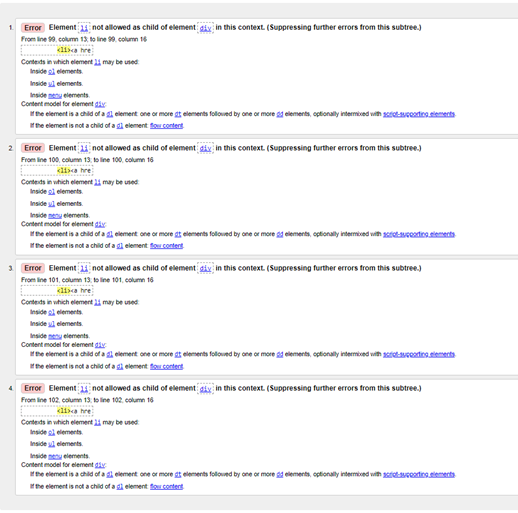 1. Error Element li not allowed as child of element div in this context. (Suppressing further errors from this subtree.)
From line 99, column 13; to line 99, column 16
<li><a hre
Contexts in which element li may be used:
Inside ol elements.
Inside ul elements.
Inside menu elements.
Content model for element div:
If the element is a child of a dl element: one or more dt elements followed by one or more dd elements, optionally intermixed with script-supporting elements.
If the element is not a child of a dl element: flow content.
2. Error Element li not allowed as child of element div in this context. (Suppressing further errors from this subtree.)
From line 100, column 13; to line 100, column 16
<li><a hre
Contexts in which element li may be used:
Inside ol elements.
Inside ul elements.
Inside menu elements.
Content model for element div:
If the element is a child of a dl element: one or more dt elements followed by one or more dd elements, optionally intermixed with script-supporting elements.
If the element is not a child of a dl element: flow content.
3. Error Element li not allowed as child of element div in this context. (Suppressing further errors from this subtree.)
From line 101, column 13; to line 101, column 16
<li><a hre
Contexts in which element li may be used:
Inside ol elements.
Inside ul elements.
Inside menu elements.
Content model for element div:
If the element is a child of a dl element: one or more dt elements followed by one or more dd elements, optionally intermixed with script-supporting elements.
If the element is not a child of a dl element: flow content.
4. Error Element li not allowed as child of element div in this context. (Suppressing further errors from this subtree.)
From line 102, column 13; to line 102, column 16
<li><a hre
Contexts in which element li may be used:
Inside ol elements.
Inside ul elements.
Inside menu elements.
Content model for element div:
If the element is a child of a dl element: one or more dt elements followed by one or more dd elements, optionally intermixed with script-supporting elements.
If the element is not a child of a dl element: flow content.